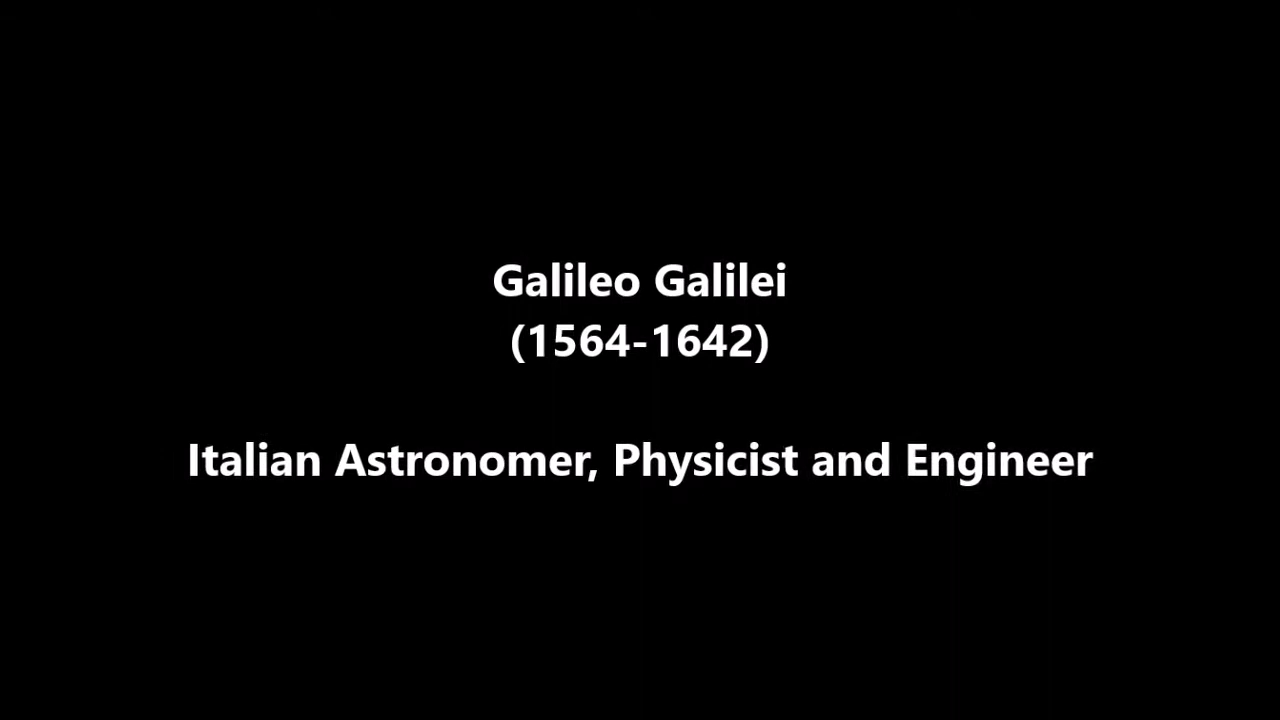 Galileo Galilei
(1564-1642)
Italian Astronomer, Physicist and Engineer